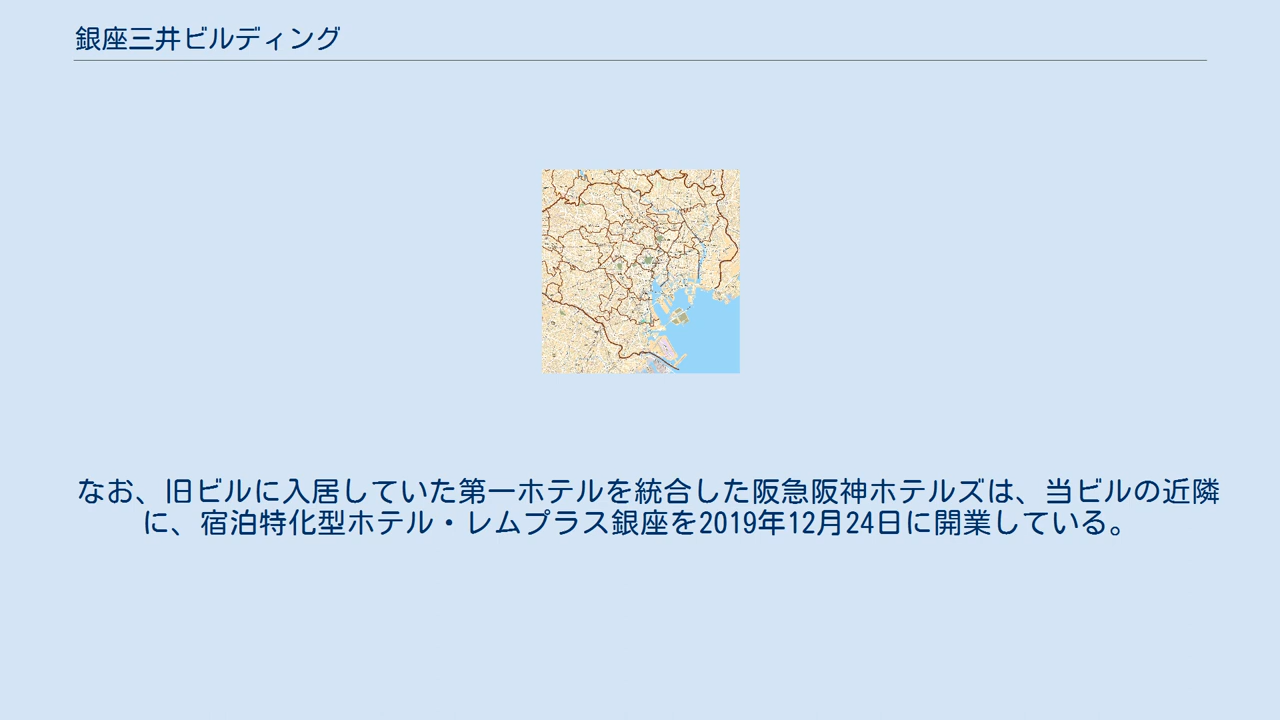 銀座三井ビルディング
なお、旧ビルに入居していた第一ホテルを統合した阪急阪神ホテルズは、当ビルの近隣
に、宿泊特化型ホテル・レムプラス銀座を2019年12月24日に開業している。